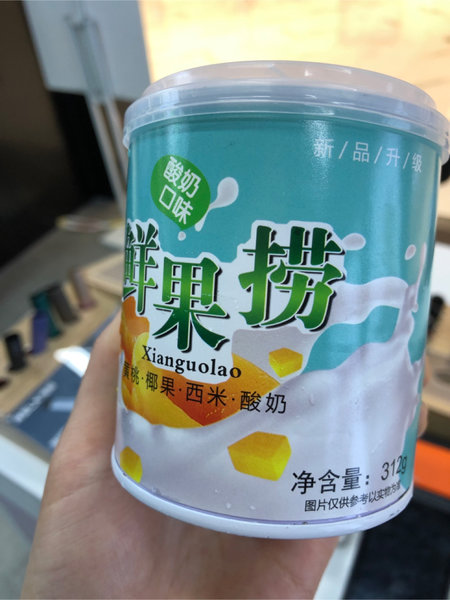 新/品/升/级
酸奶
口味
鲜果捞
Xianguolao
黄桃·椰果·西米·酸奶
净含量：312g
图片仅供参考以实物为准